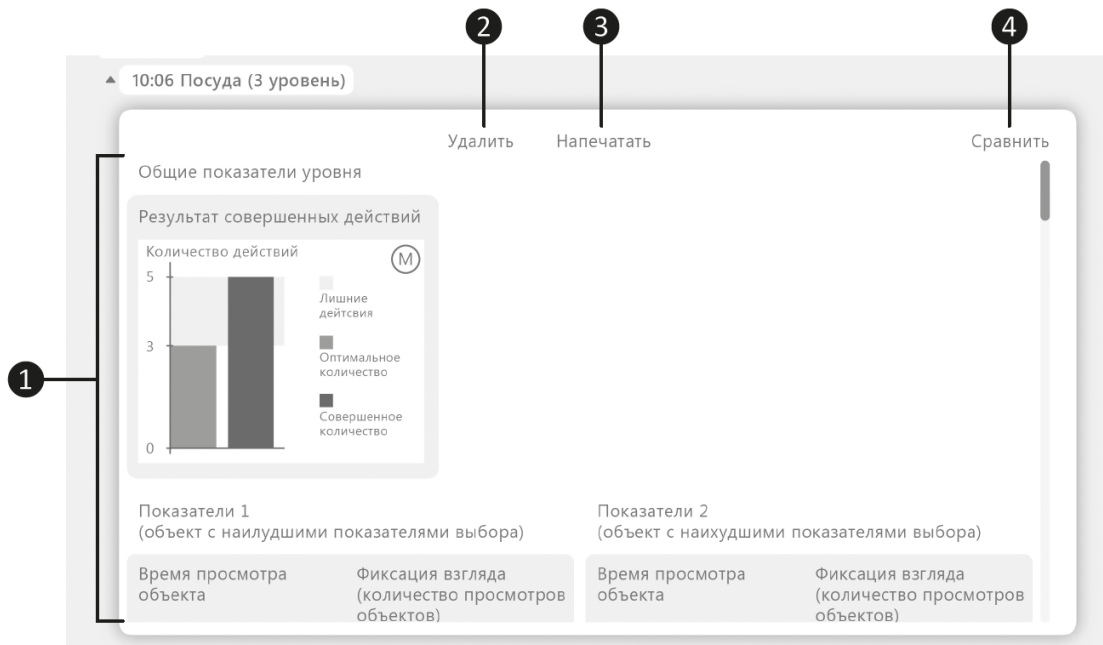 2 3 4
10:06 Посуда (3 уровень)
Удалить Напечатать Сравнить
Общие показатели уровня
Результат совершенных действий
Количество действий
M
5
Лишние
дейтсвия
3
Оптимальное
количество
1
Совершенное
количество
0
Показатели 1
(объект с наилудшими показателями выбора)
Показатели 2
(объект с наихудшими показателями выбора)
Время просмотра
объекта
Фиксация взгляда
(количество просмотров
объектов)
Время просмотра
объекта
Фиксация взгляда
(количество просмотров
объектов)